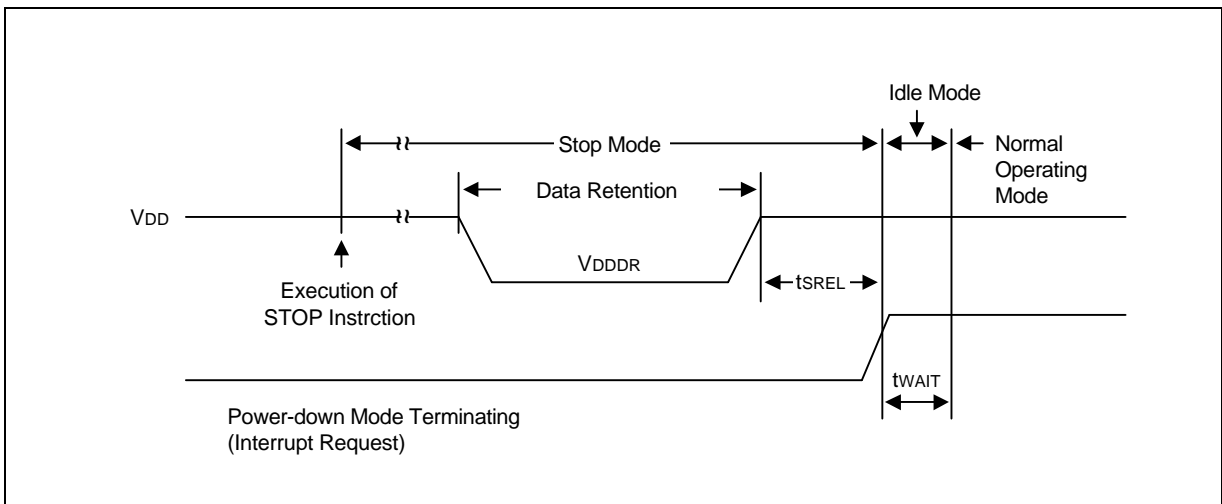 Idle Mode
Stop Mode
Normal
Operating
Mode
Data Retention
VDD
VDDDR
tSREL
Execution of
STOP Instrction
tWAIT
Power-down Mode Terminating
(Interrupt Request)